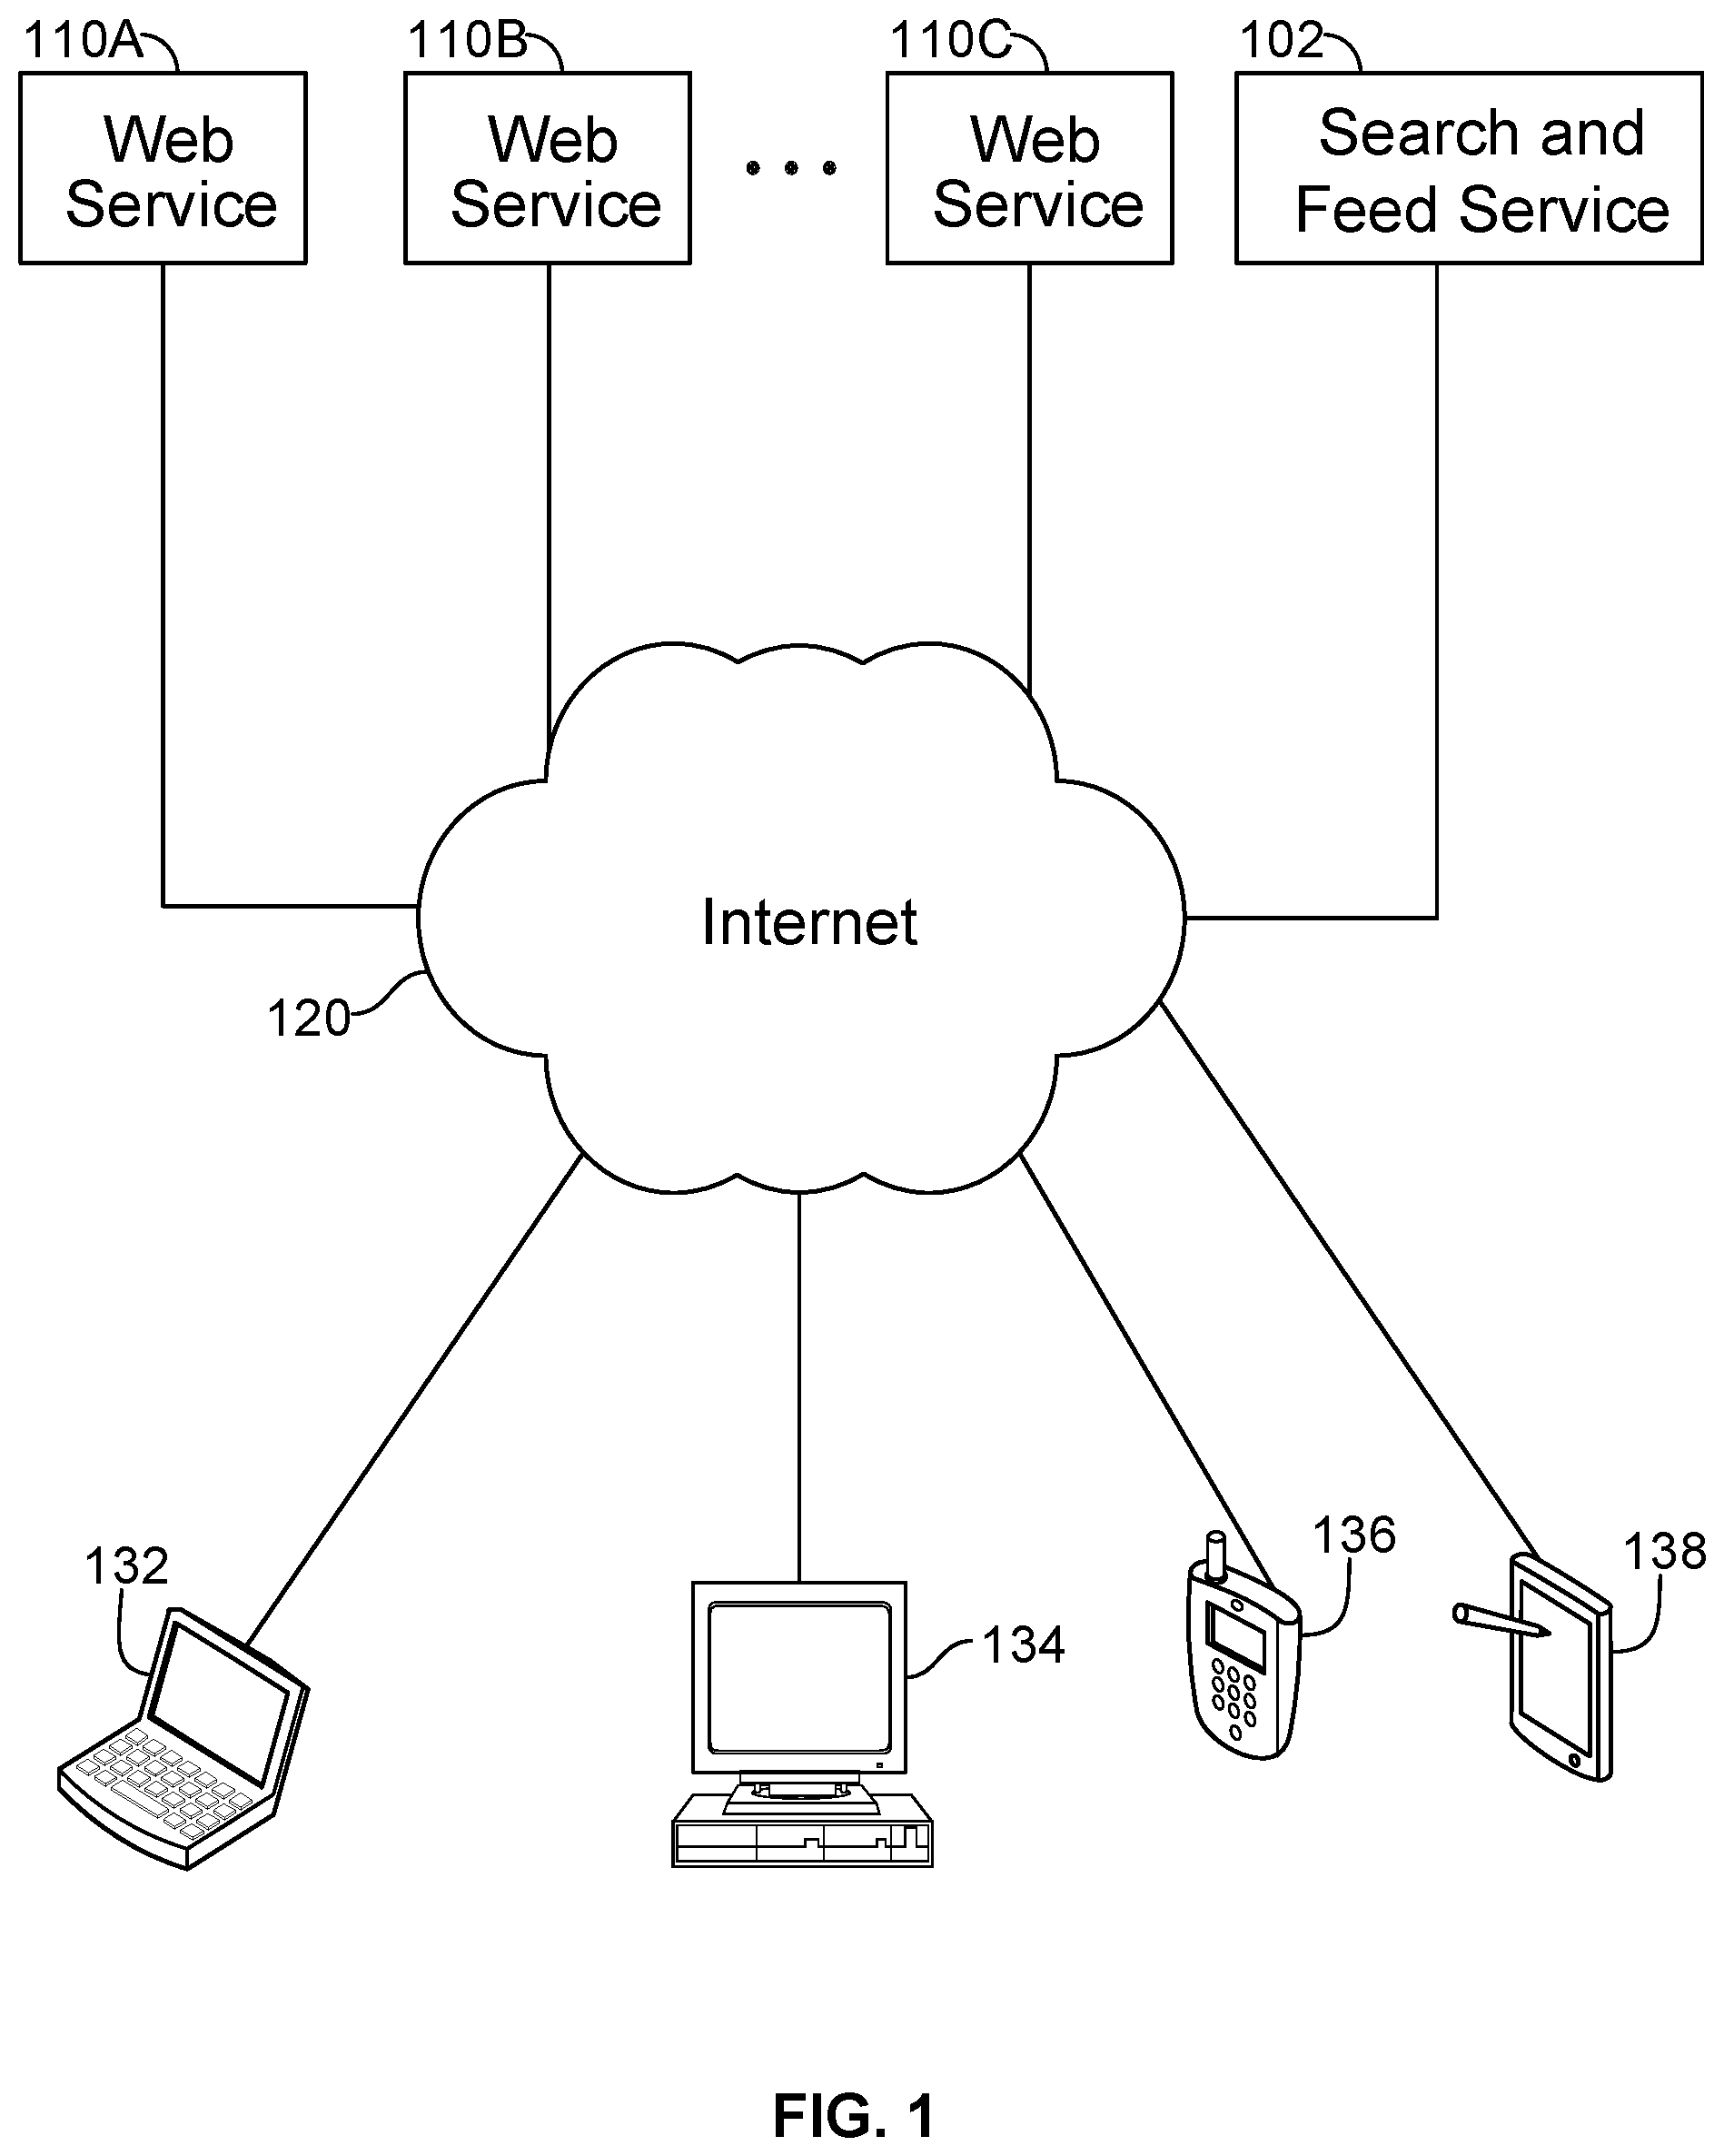 110A 110B 110C 102
Web Service
Web Service
Web Service
Search and Feed Service
Internet
120
132
134
136
138
FIG. 1